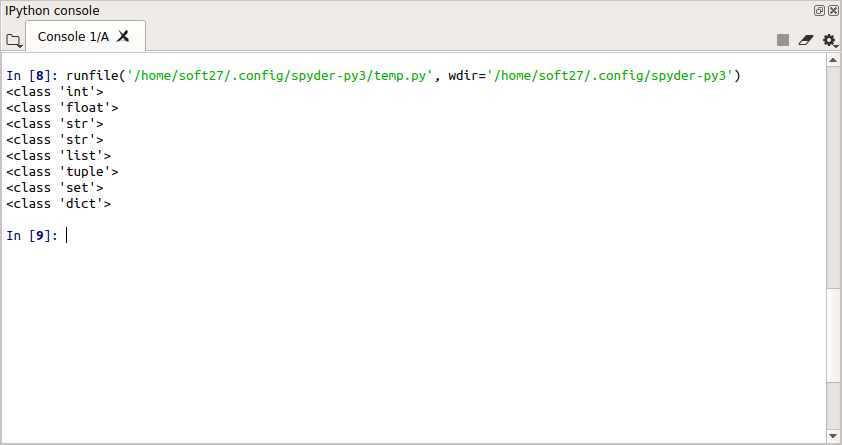 IPython console
Console 1/A
In [8]: runfile('/home/soft27/.config/spyder-py3/temp.py', wdir='/home/soft27/.config/spyder-py3')
<class 'int'>
<class 'float'>
<class 'str'>
<class 'str'>
<class 'list'>
<class 'tuple'>
<class 'set'>
<class 'dict'>
In [9]: